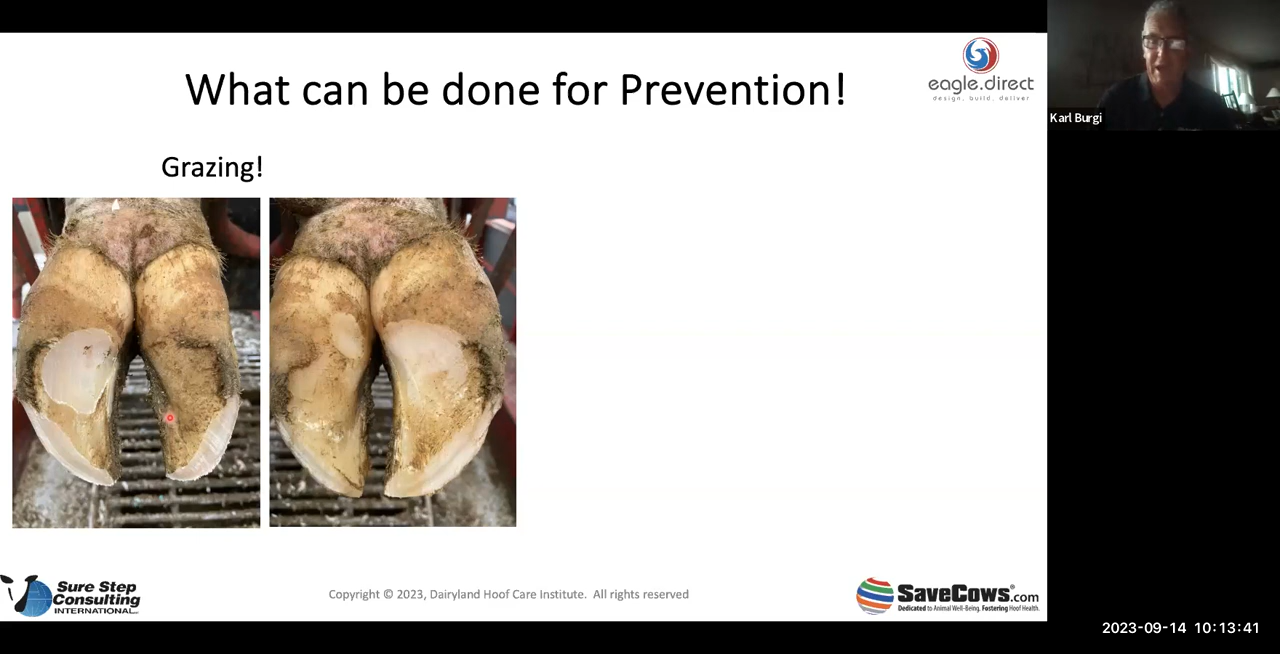 What can be done for Prevention!
eagle.direct
design. build. deliver
Karl Burgi
Grazing!
Sure Step
Consulting
INTERNATIONAL
Copyright © 2023, Dairyland Hoof Care Institute. All rights reserved
SaveCows.com
Dedicated to Animal Well-Being. Fostering Hoof Health.
2023-09-14 10:13:41